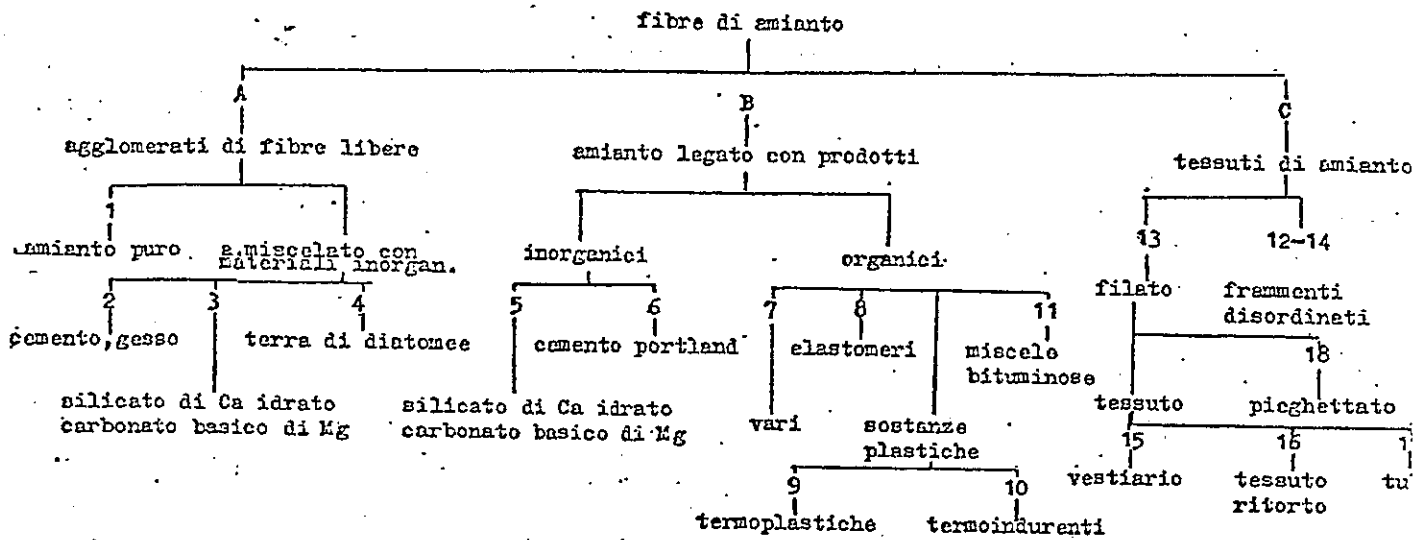 fibre di amianto
A
B
C
agglomerati di fibre libere
amianto legato con prodotti
tessuti di amianto
1
amianto puro
a.miscelato con
materiali inorgan.
inorganici
organici
13
12-14
2
3
4
5
6
7
8
11
filato
frammenti
disordinati
cemento, gesso
terra di diatomee
cemento portland
elastomeri
miscele
bituminose
18
silicato di Ca idrato
carbonato basico di Mg
silicato di Ca idrato
carbonato basico di Mg
vari
sostanze
plastiche
tessuto
pieghettato
15
16
9
10
vestiario
tessuto
ritorto
termoplastiche
termoindurenti